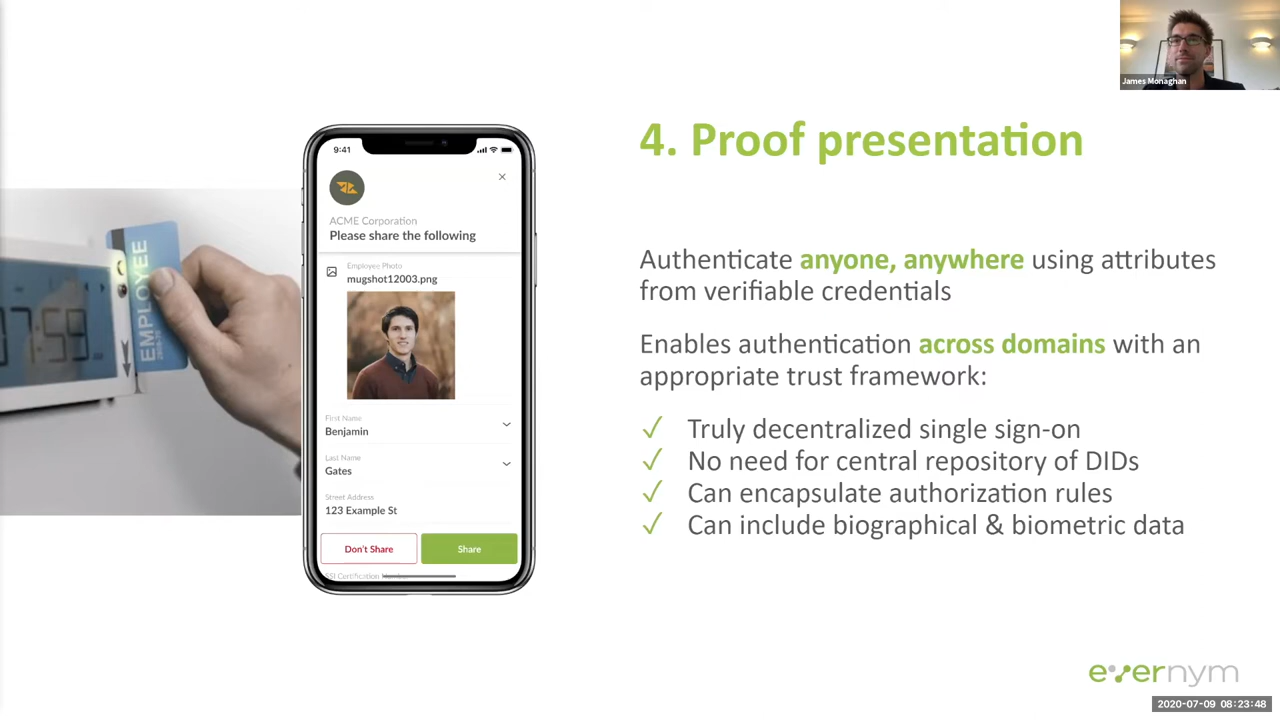 James Monaghan
4. Proof presentation
Authenticate anyone, anywhere using attributes
from verifiable credentials
Enables authentication across domains with an
appropriate trust framework:
✓ Truly decentralized single sign-on
✓ No need for central repository of DIDs
✓ Can encapsulate authorization rules
✓ Can include biographical & biometric data
EMPLOYEE
9:41
ACME Corporation
Please share the following
Employee Photo
mugshot12003.png
First Name
Benjamin
Last Name
Gates
Street Address
123 Example St
Don't Share
Share
SSI Certification
evernym
2020-07-09 08:23:48